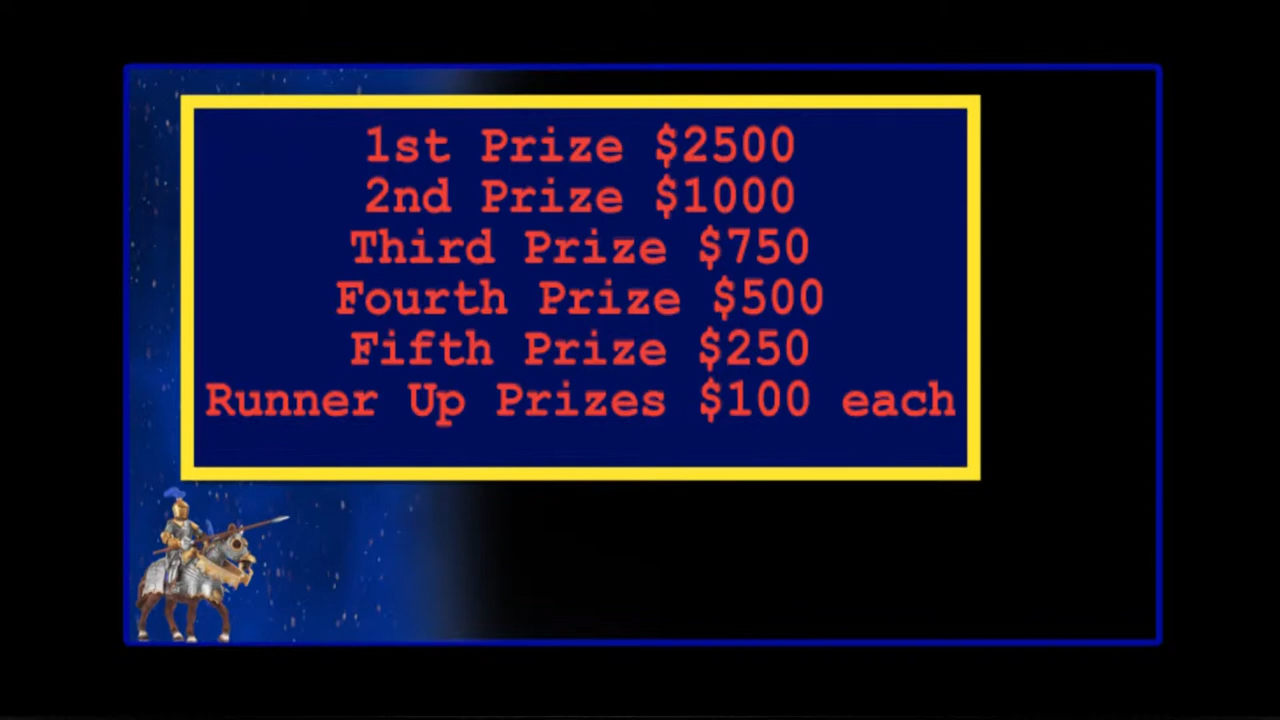 1st Prize $2500
2nd Prize $1000
Third Prize $750
Fourth Prize $500
Fifth Prize $250
Runner Up Prizes $100 each